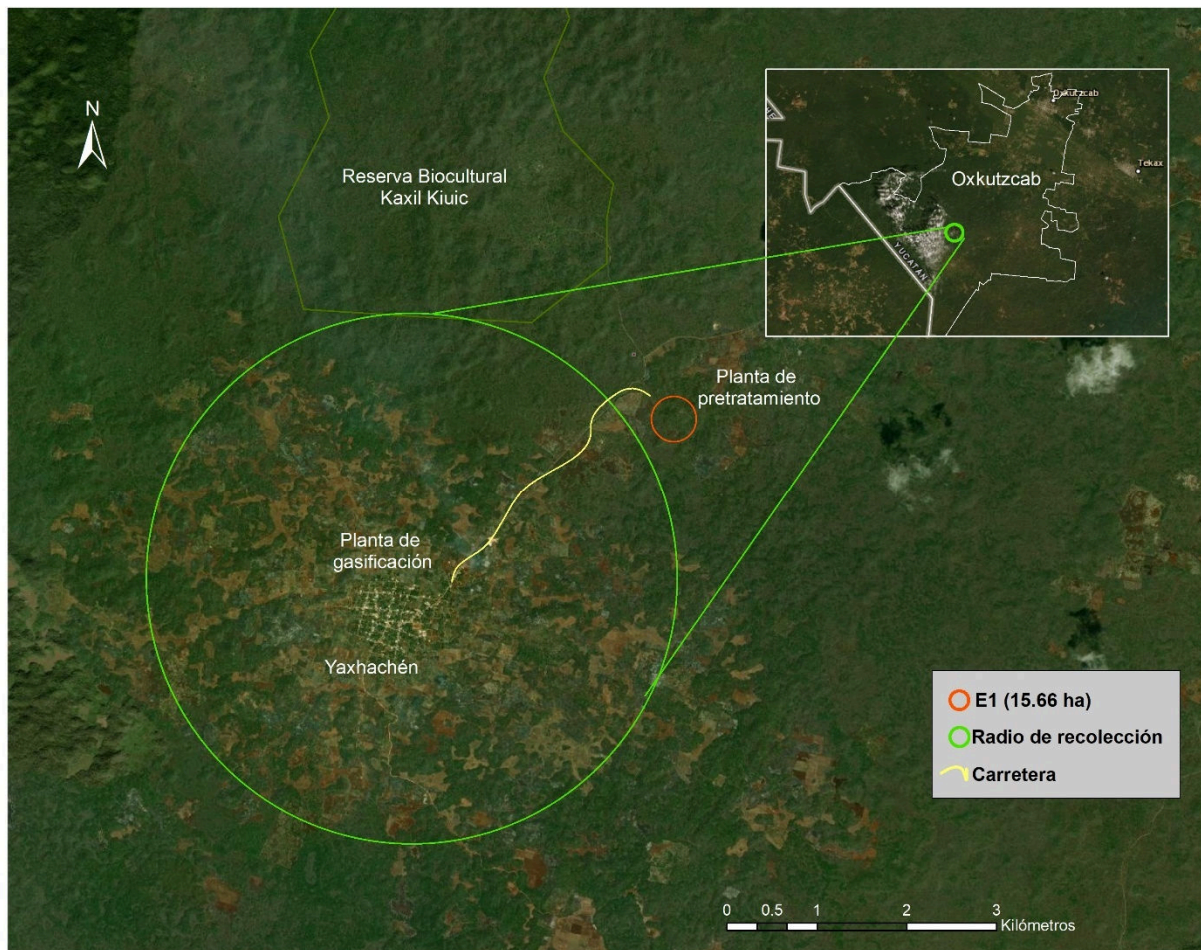 N
Reserva Biocultural
Kaxil Kiuic
Oxkutzcab
Tekax
Oxkutzcab
YUCATAN
Planta de
pretratamiento
Planta de
gasificación
Yaxhachén
E1 (15.66 ha)
Radio de recolección
Carretera
0 0.5 1 2 3
Kilómetros